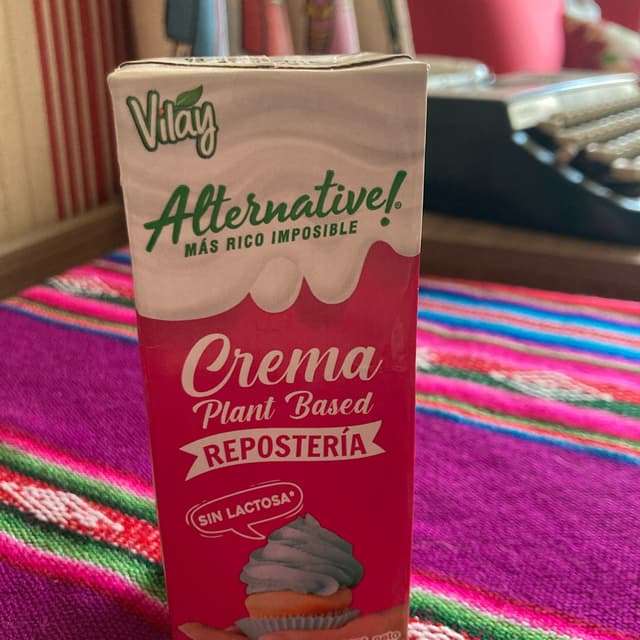 Vilay
Alternative!®
MÁS RICO IMPOSIBLE
Crema
Plant Based
REPOSTERÍA
SIN LACTOSA*